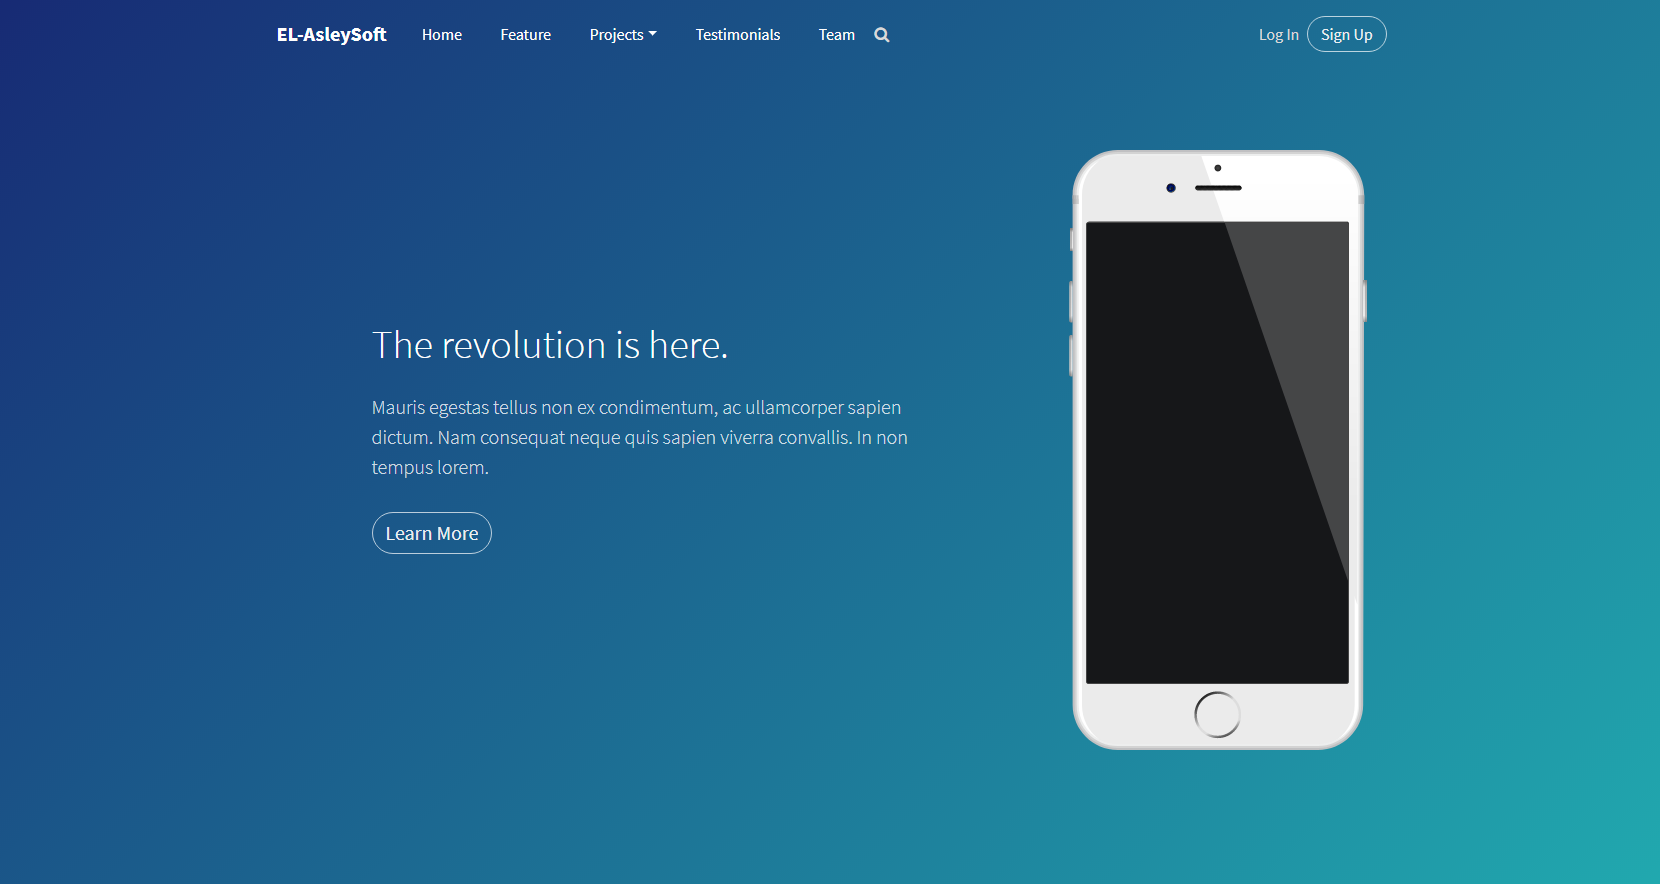 EL-AsleySoft Home Feature Projects Testimonials Team Log In Sign Up
The revolution is here.
Mauris egestas tellus non ex condimentum, ac ullamcorper sapien
dictum. Nam consequat neque quis sapien viverra convallis. In non
tempus lorem.
Learn More